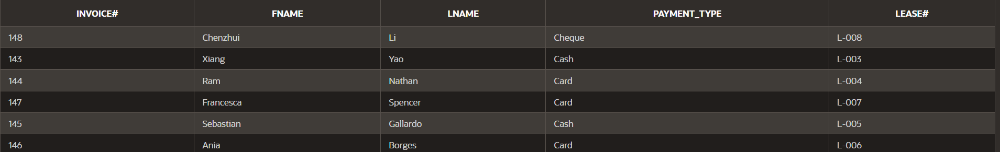 INVOICE# FNAME LNAME PAYMENT_TYPE LEASE#
148 Chenzhui Li Cheque L-008
143 Xiang Yao Cash L-003
144 Ram Nathan Card L-004
147 Francesca Spencer Card L-007
145 Sebastian Gallardo Cash L-005
146 Ania Borges Card L-006